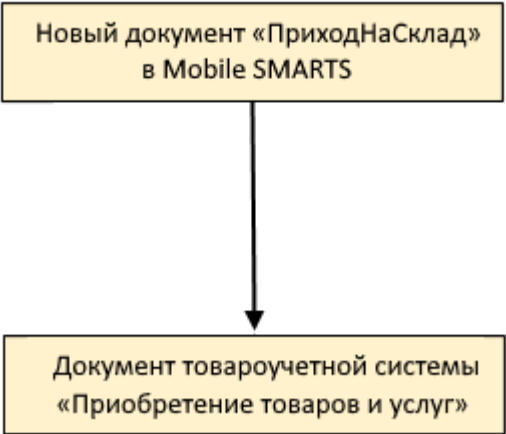 Новый документ «ПриходНаСклад»
в Mobile SMARTS
Документ товароучетной системы
«Приобретение товаров и услуг»